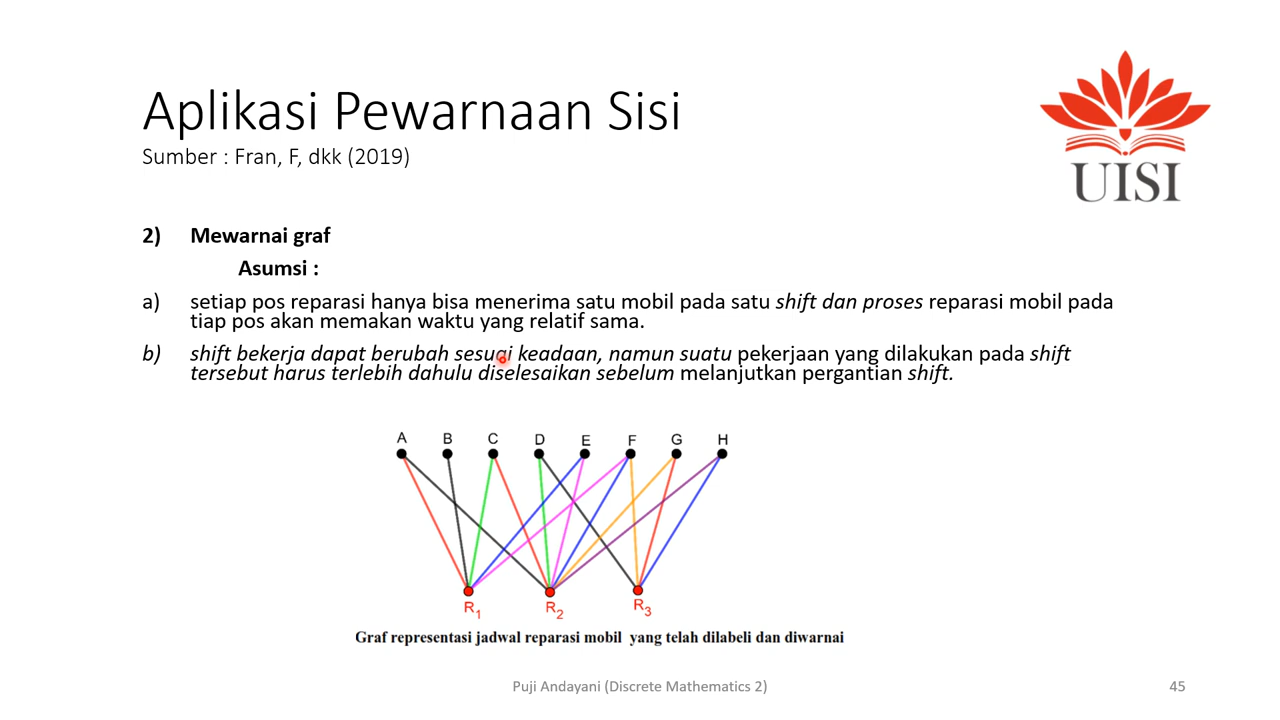 Aplikasi Pewarnaan Sisi
Sumber : Fran, F, dkk (2019)
UISI
2) Mewarnai graf
Asumsi :
a) setiap pos reparasi hanya bisa menerima satu mobil pada satu shift dan proses reparasi mobil pada
tiap pos akan memakan waktu yang relatif sama.
b) shift bekerja dapat berubah sesuai keadaan, namun suatu pekerjaan yang dilakukan pada shift
tersebut harus terlebih dahulu diselesaikan sebelum melanjutkan pergantian shift.
A B C D E F G H
R1 R2 R3
Graf representasi jadwal reparasi mobil yang telah dilabeli dan diwarnai
Puji Andayani (Discrete Mathematics 2)
45